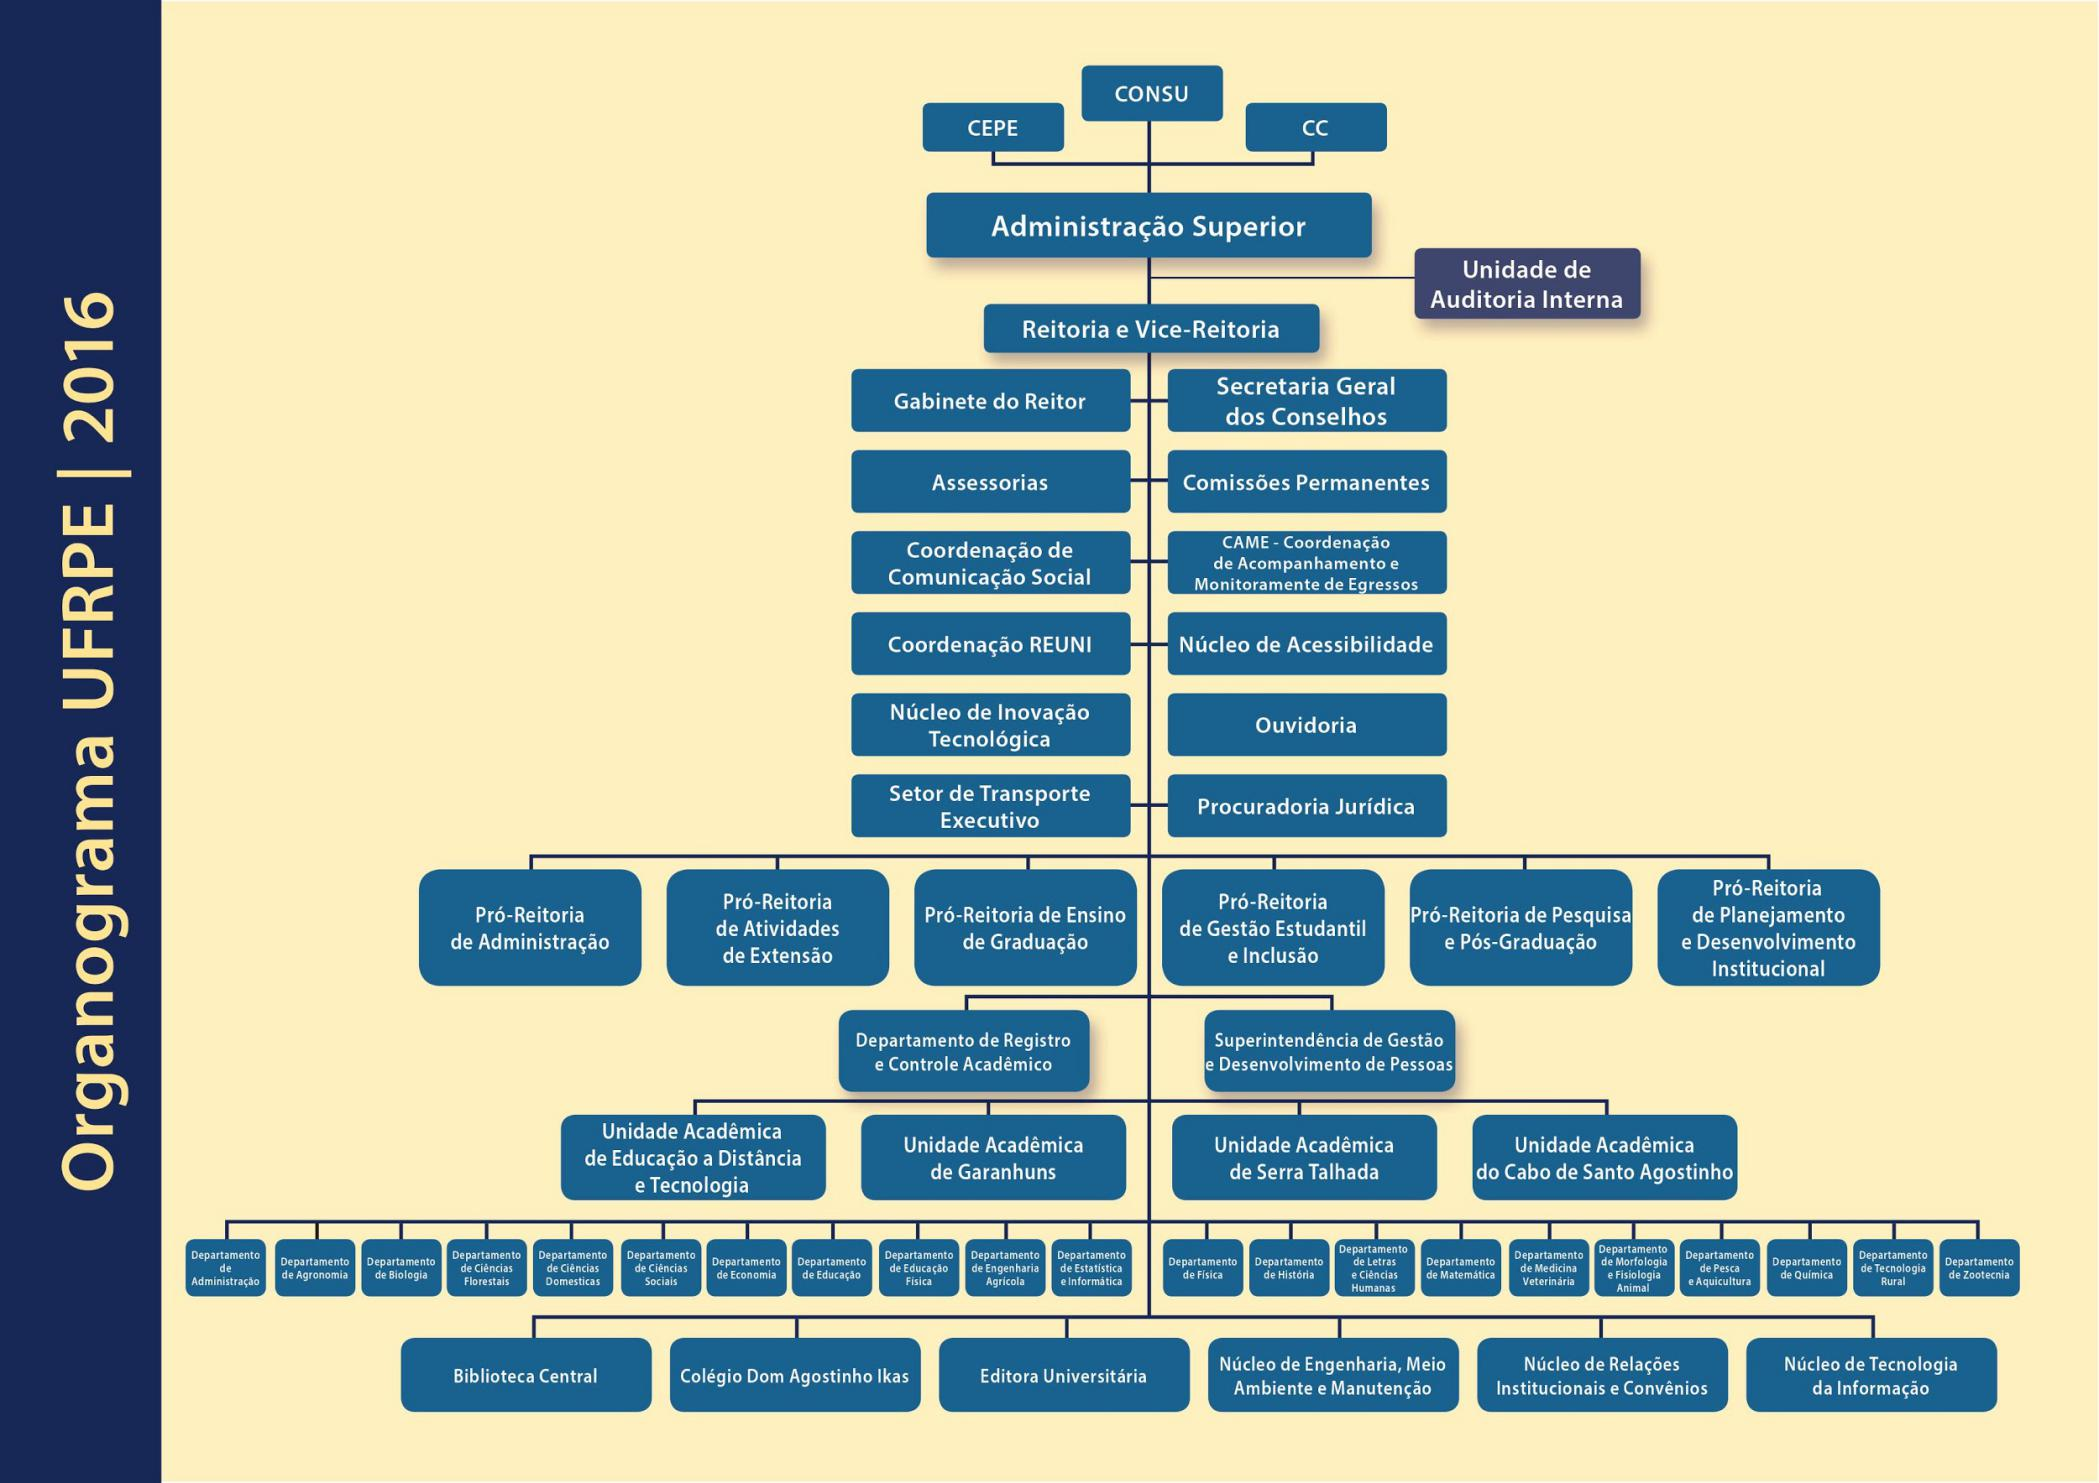 Organograma UFRPE | 2016
CONSU
CEPE
CC
Administração Superior
Unidade de
Auditoria Interna
Reitoria e Vice-Reitoria
Gabinete do Reitor
Secretaria Geral
dos Conselhos
Assessorias
Comissões Permanentes
Coordenação de
Comunicação Social
CAME - Coordenação
de Acompanhamento e
Monitoramente de Egressos
Coordenação REUNI
Núcleo de Acessibilidade
Núcleo de Inovação
Tecnológica
Ouvidoria
Setor de Transporte
Executivo
Procuradoria Jurídica
Pró-Reitoria
de Administração
Pró-Reitoria
de Atividades
de Extensão
Pró-Reitoria de Ensino
de Graduação
Pró-Reitoria
de Gestão Estudantil
e Inclusão
Pró-Reitoria de Pesquisa
e Pós-Graduação
Pró-Reitoria
de Planejamento
e Desenvolvimento
Institucional
Departamento de Registro
e Controle Acadêmico
Superintendência de Gestão
e Desenvolvimento de Pessoas
Unidade Acadêmica
de Educação a Distância
e Tecnologia
Unidade Acadêmica
de Garanhuns
Unidade Acadêmica
de Serra Talhada
Unidade Acadêmica
do Cabo de Santo Agostinho
Departamento
de
Administração
Departamento
de Agronomia
Departamento
de Biologia
Departamento
de Ciências
Florestais
Departamento
de Ciências
Domesticas
Departamento
de Ciências
Sociais
Departamento
de Economia
Departamento
de Educação
Departamento
de Educação
Física
Departamento
de Engenharia
Agrícola
Departamento
de Estatística
e Informática
Departamento
de Física
Departamento
de História
Departamento
de Letras
e Ciências
Humanas
Departamento
de Matemática
Departamento
de Medicina
Veterinária
Departamento
de Morfologia
e Fisiologia
Animal
Departamento
de Pesca
e Aquicultura
Departamento
de Química
Departamento
de Tecnologia
Rural
Departamento
de Zootecnia
Biblioteca Central
Colégio Dom Agostinho Ikas
Editora Universitária
Núcleo de Engenharia, Meio
Ambiente e Manutenção
Núcleo de Relações
Institucionais e Convênios
Núcleo de Tecnologia
da Informação